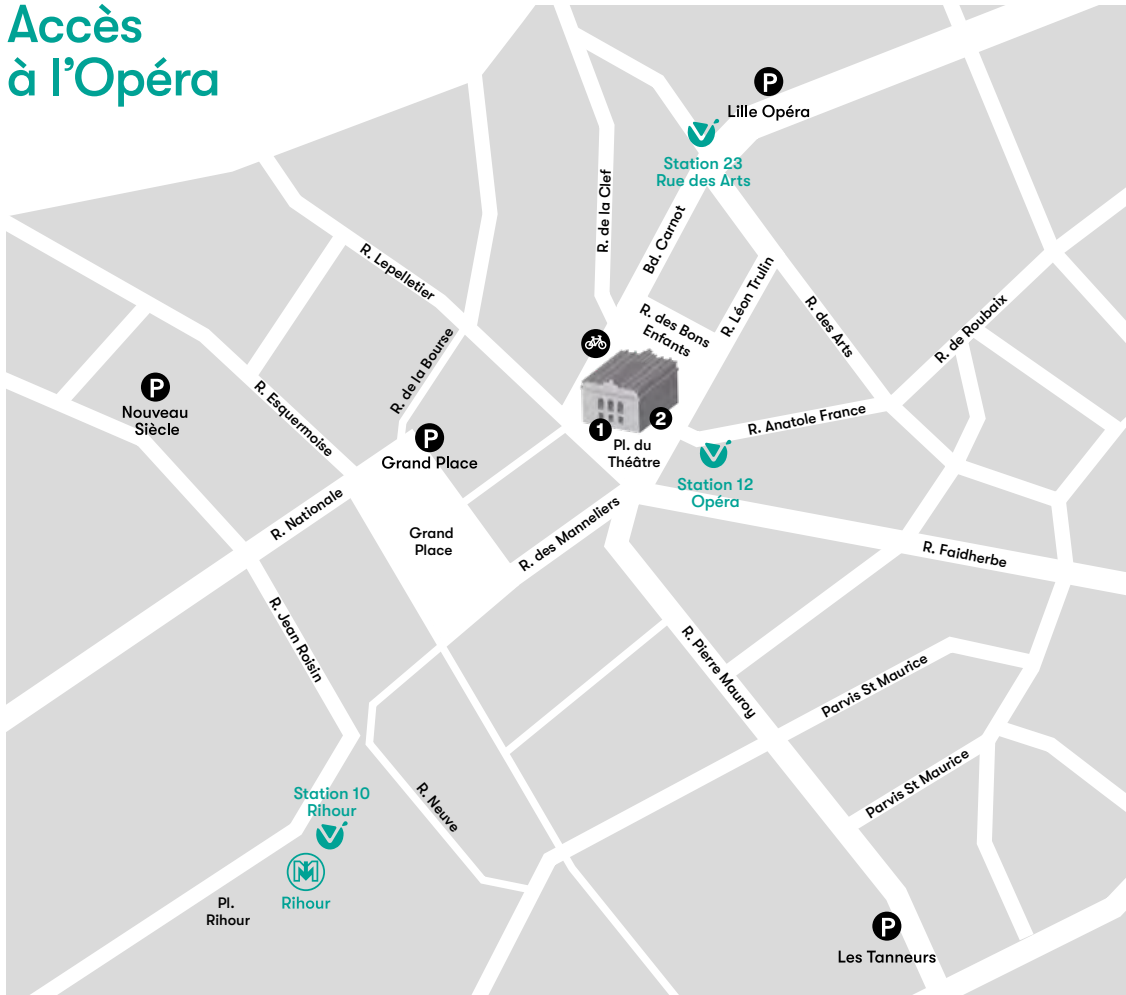 Accès
à l'Opéra
P
Lille Opéra
Station 23
Rue des Arts
R. de la Clef
Bd. Carnot
R. Lepelletier
R. Léon Trulin
R. des Bons
Enfants
R. des Arts
R. de Roubaix
R. de la Bourse
P
Nouveau
Siècle
R. Esquermoise
R. Anatole France
1
2
Pl. du
Théâtre
P
Grand Place
Station 12
Opéra
R. Nationale
Grand
Place
R. des Manneliers
R. Faidherbe
R. Jean Roisin
R. Pierre Mauroy
Parvis St Maurice
Parvis St Maurice
Station 10
Rihour
R. Neuve
M
Rihour
Pl.
Rihour
P
Les Tanneurs